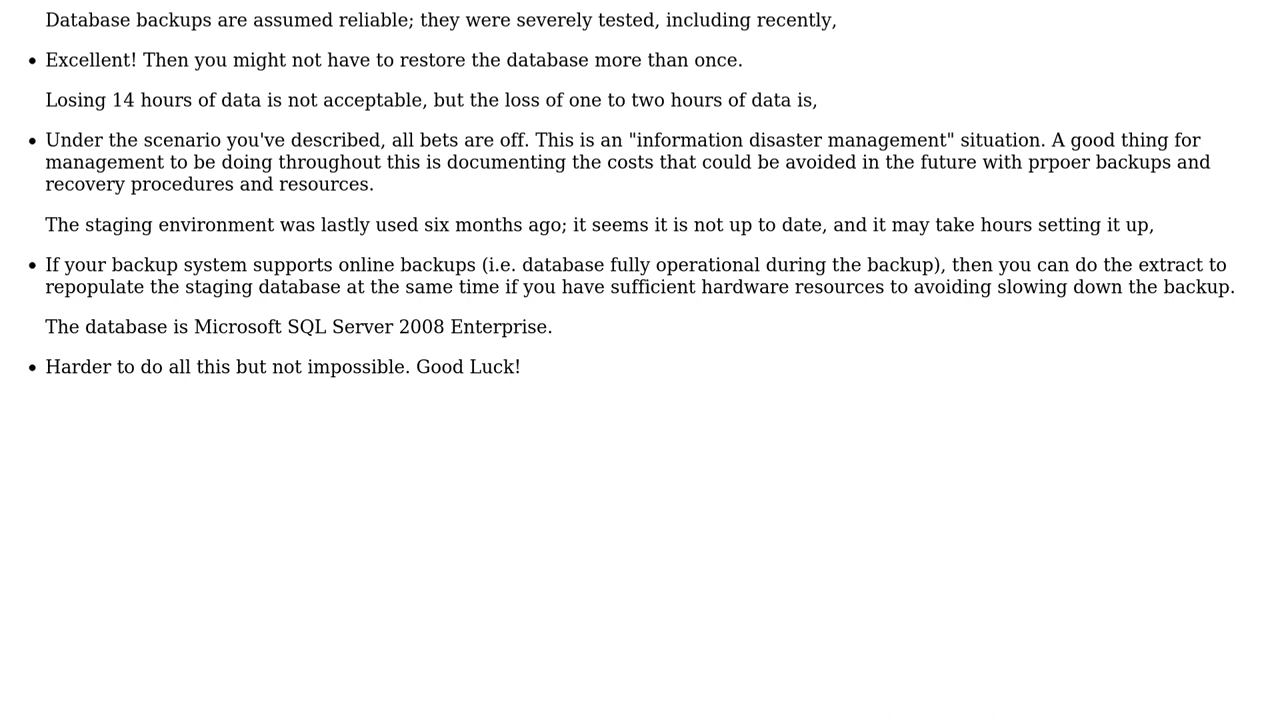 Database backups are assumed reliable; they were severely tested, including recently,
• Excellent! Then you might not have to restore the database more than once.
Losing 14 hours of data is not acceptable, but the loss of one to two hours of data is,
• Under the scenario you've described, all bets are off. This is an "information disaster management" situation. A good thing for
management to be doing throughout this is documenting the costs that could be avoided in the future with prpoer backups and
recovery procedures and resources.
The staging environment was lastly used six months ago; it seems it is not up to date, and it may take hours setting it up,
• If your backup system supports online backups (i.e. database fully operational during the backup), then you can do the extract to
repopulate the staging database at the same time if you have sufficient hardware resources to avoiding slowing down the backup.
The database is Microsoft SQL Server 2008 Enterprise.
• Harder to do all this but not impossible. Good Luck!